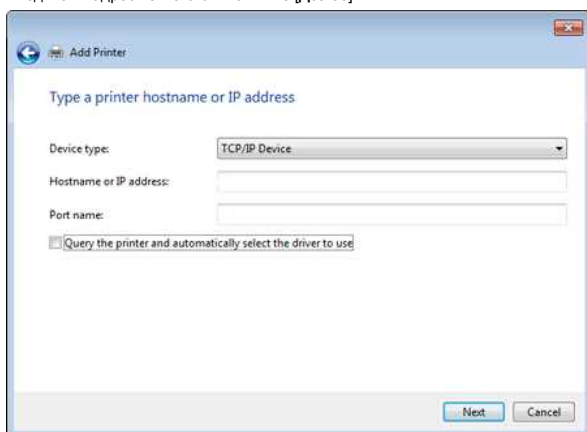 Add Printer
Type a printer hostname or IP address
Device type: TCP/IP Device
Hostname or IP address:
Port name:
Query the printer and automatically select the driver to use
Next Cancel